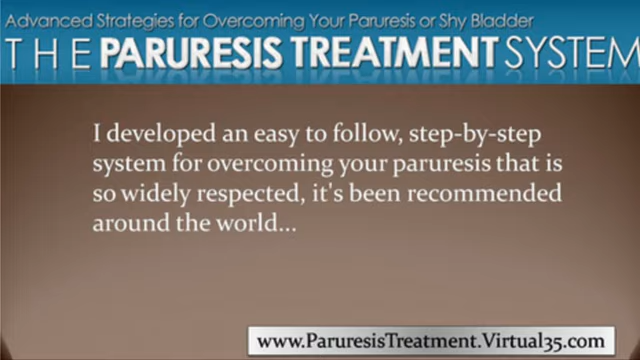 Advanced Strategies for Overcoming Your Paruresis or Shy Bladder
THE PARURESIS TREATMENT SYSTEM
I developed an easy to follow, step-by-step
system for overcoming your paruresis that is
so widely respected, it's been recommended
around the world...
www.ParuresisTreatment.Virtual35.com